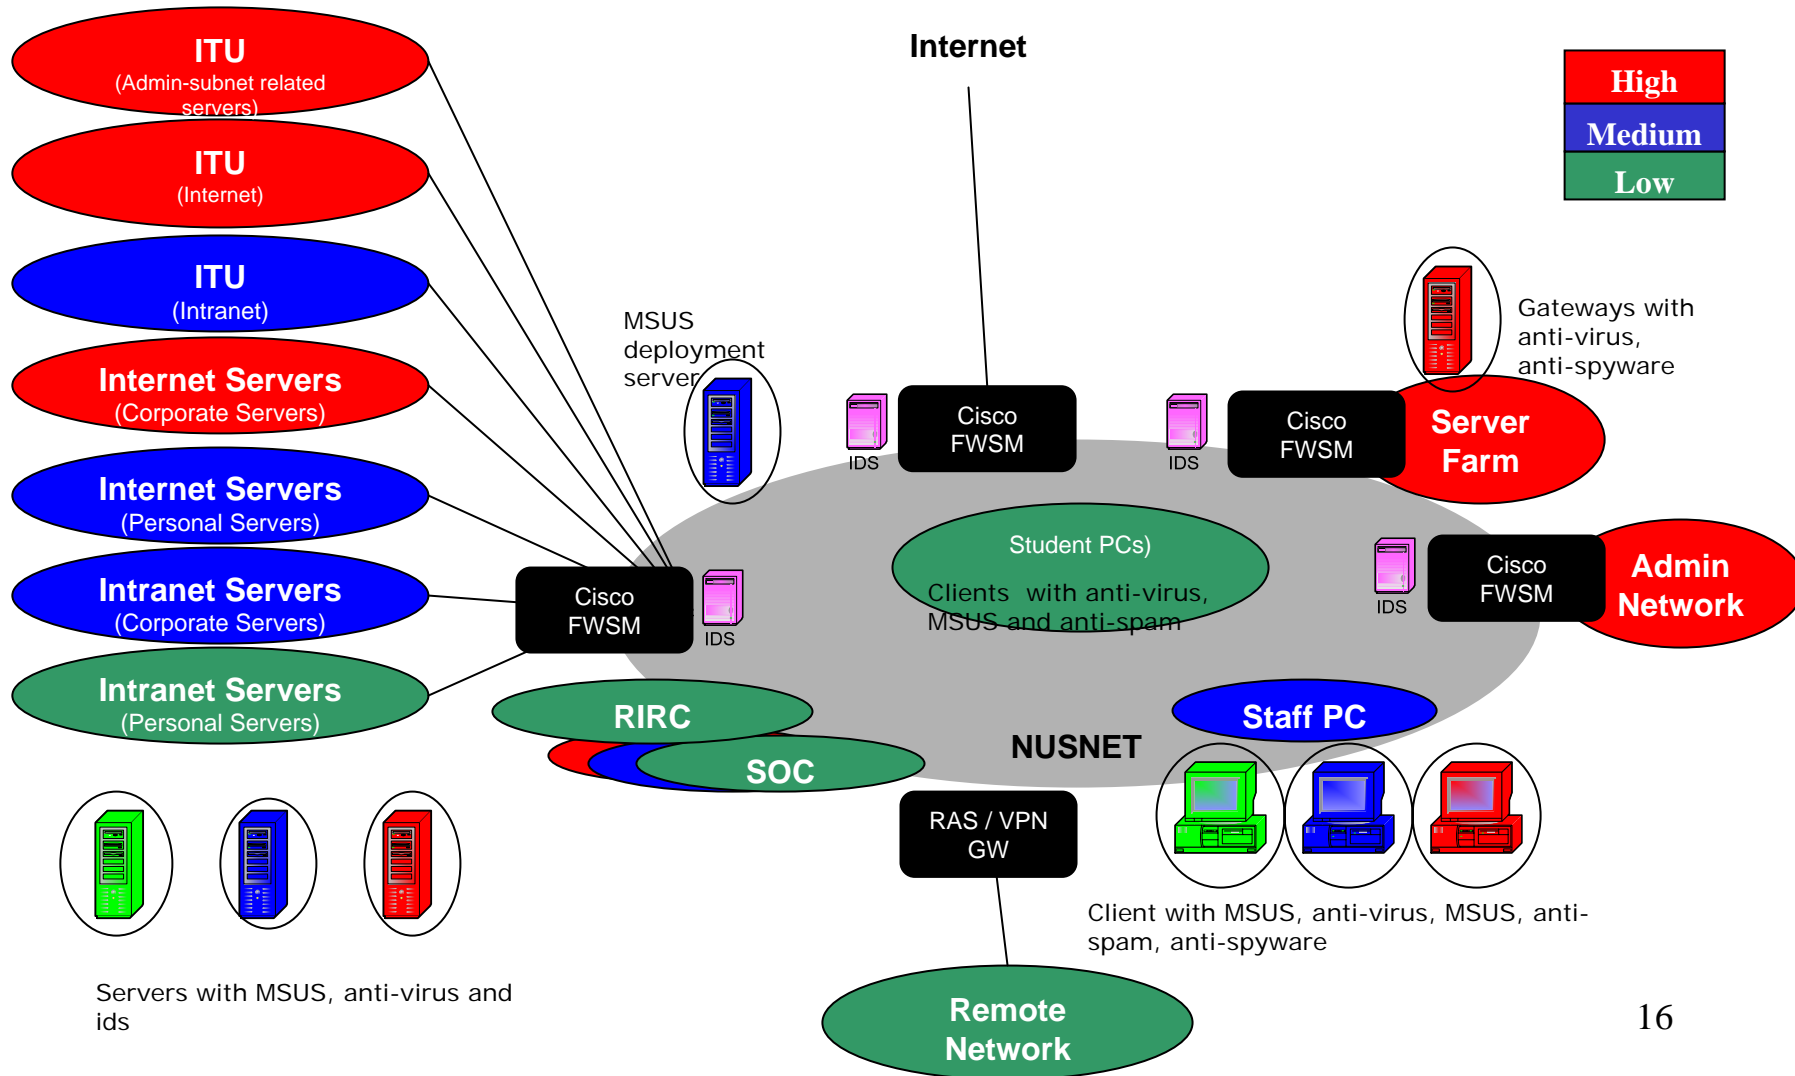 ITU
(Admin-subnet related
servers)
ITU
(Internet)
ITU
(Intranet)
Internet Servers
(Corporate Servers)
Internet Servers
(Personal Servers)
Intranet Servers
(Corporate Servers)
Intranet Servers
(Personal Servers)
Internet
High
Medium
Low
MSUS
deployment
server
IDS
Cisco
FWSM
IDS
Cisco
FWSM
Server
Farm
Gateways with
anti-virus,
anti-spyware
Student PCs)
Clients with anti-virus,
MSUS and anti-spam
IDS
Cisco
FWSM
Admin
Network
Cisco
FWSM
IDS
RIRC
SOC
NUSNET
Staff PC
RAS / VPN
GW
Client with MSUS, anti-virus, MSUS, anti-
spam, anti-spyware
Servers with MSUS, anti-virus and
ids
Remote
Network
16